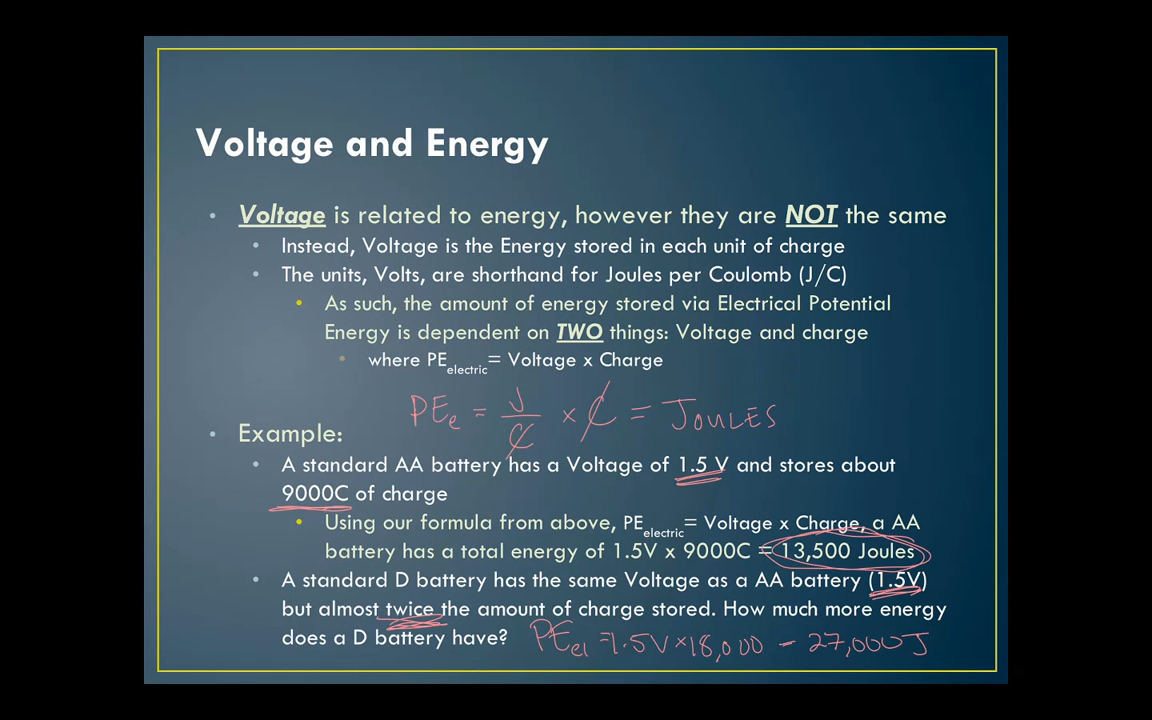 Voltage and Energy
• Voltage is related to energy, however they are NOT the same
• Instead, Voltage is the Energy stored in each unit of charge
• The units, Volts, are shorthand for Joules per Coulomb (J/C)
• As such, the amount of energy stored via Electrical Potential
Energy is dependent on TWO things: Voltage and charge
• where PEelectric= Voltage x Charge
PEe = J/C × C = JOULES
• Example:
• A standard AA battery has a Voltage of 1.5 V and stores about
9000C of charge
• Using our formula from above, PEelectric= Voltage x Charge, a AA
battery has a total energy of 1.5V x 9000C = 13,500 Joules
• A standard D battery has the same Voltage as a AA battery (1.5V)
but almost twice the amount of charge stored. How much more energy
does a D battery have? PEel = 1.5V × 18,000 = 27,000J